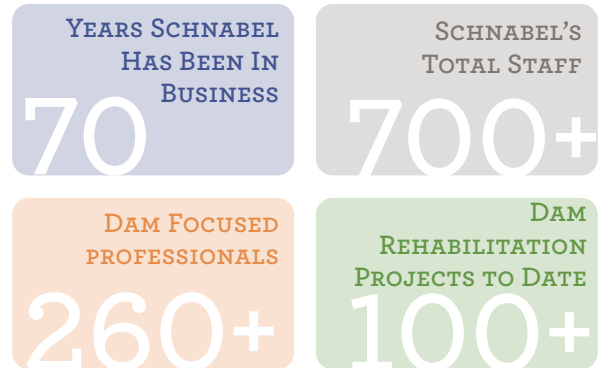 Years Schnabel
Has Been In
Business
70
Schnabel's
Total Staff
700+
Dam Focused
professionals
260+
Dam
Rehabilitation
Projects to Date
100+